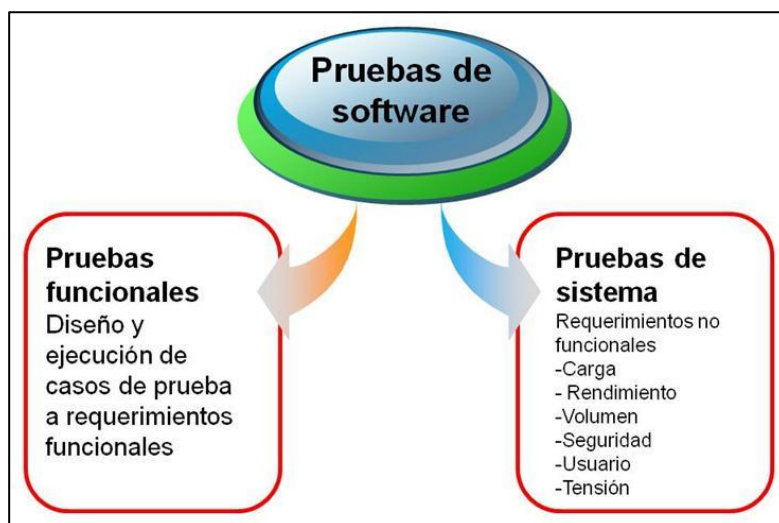 Pruebas de
software
Pruebas
funcionales
Diseño y
ejecución de
casos de prueba
a requerimientos
funcionales
Pruebas de
sistema
Requerimientos no
funcionales
-Carga
- Rendimiento
-Volumen
-Seguridad
-Usuario
-Tensión